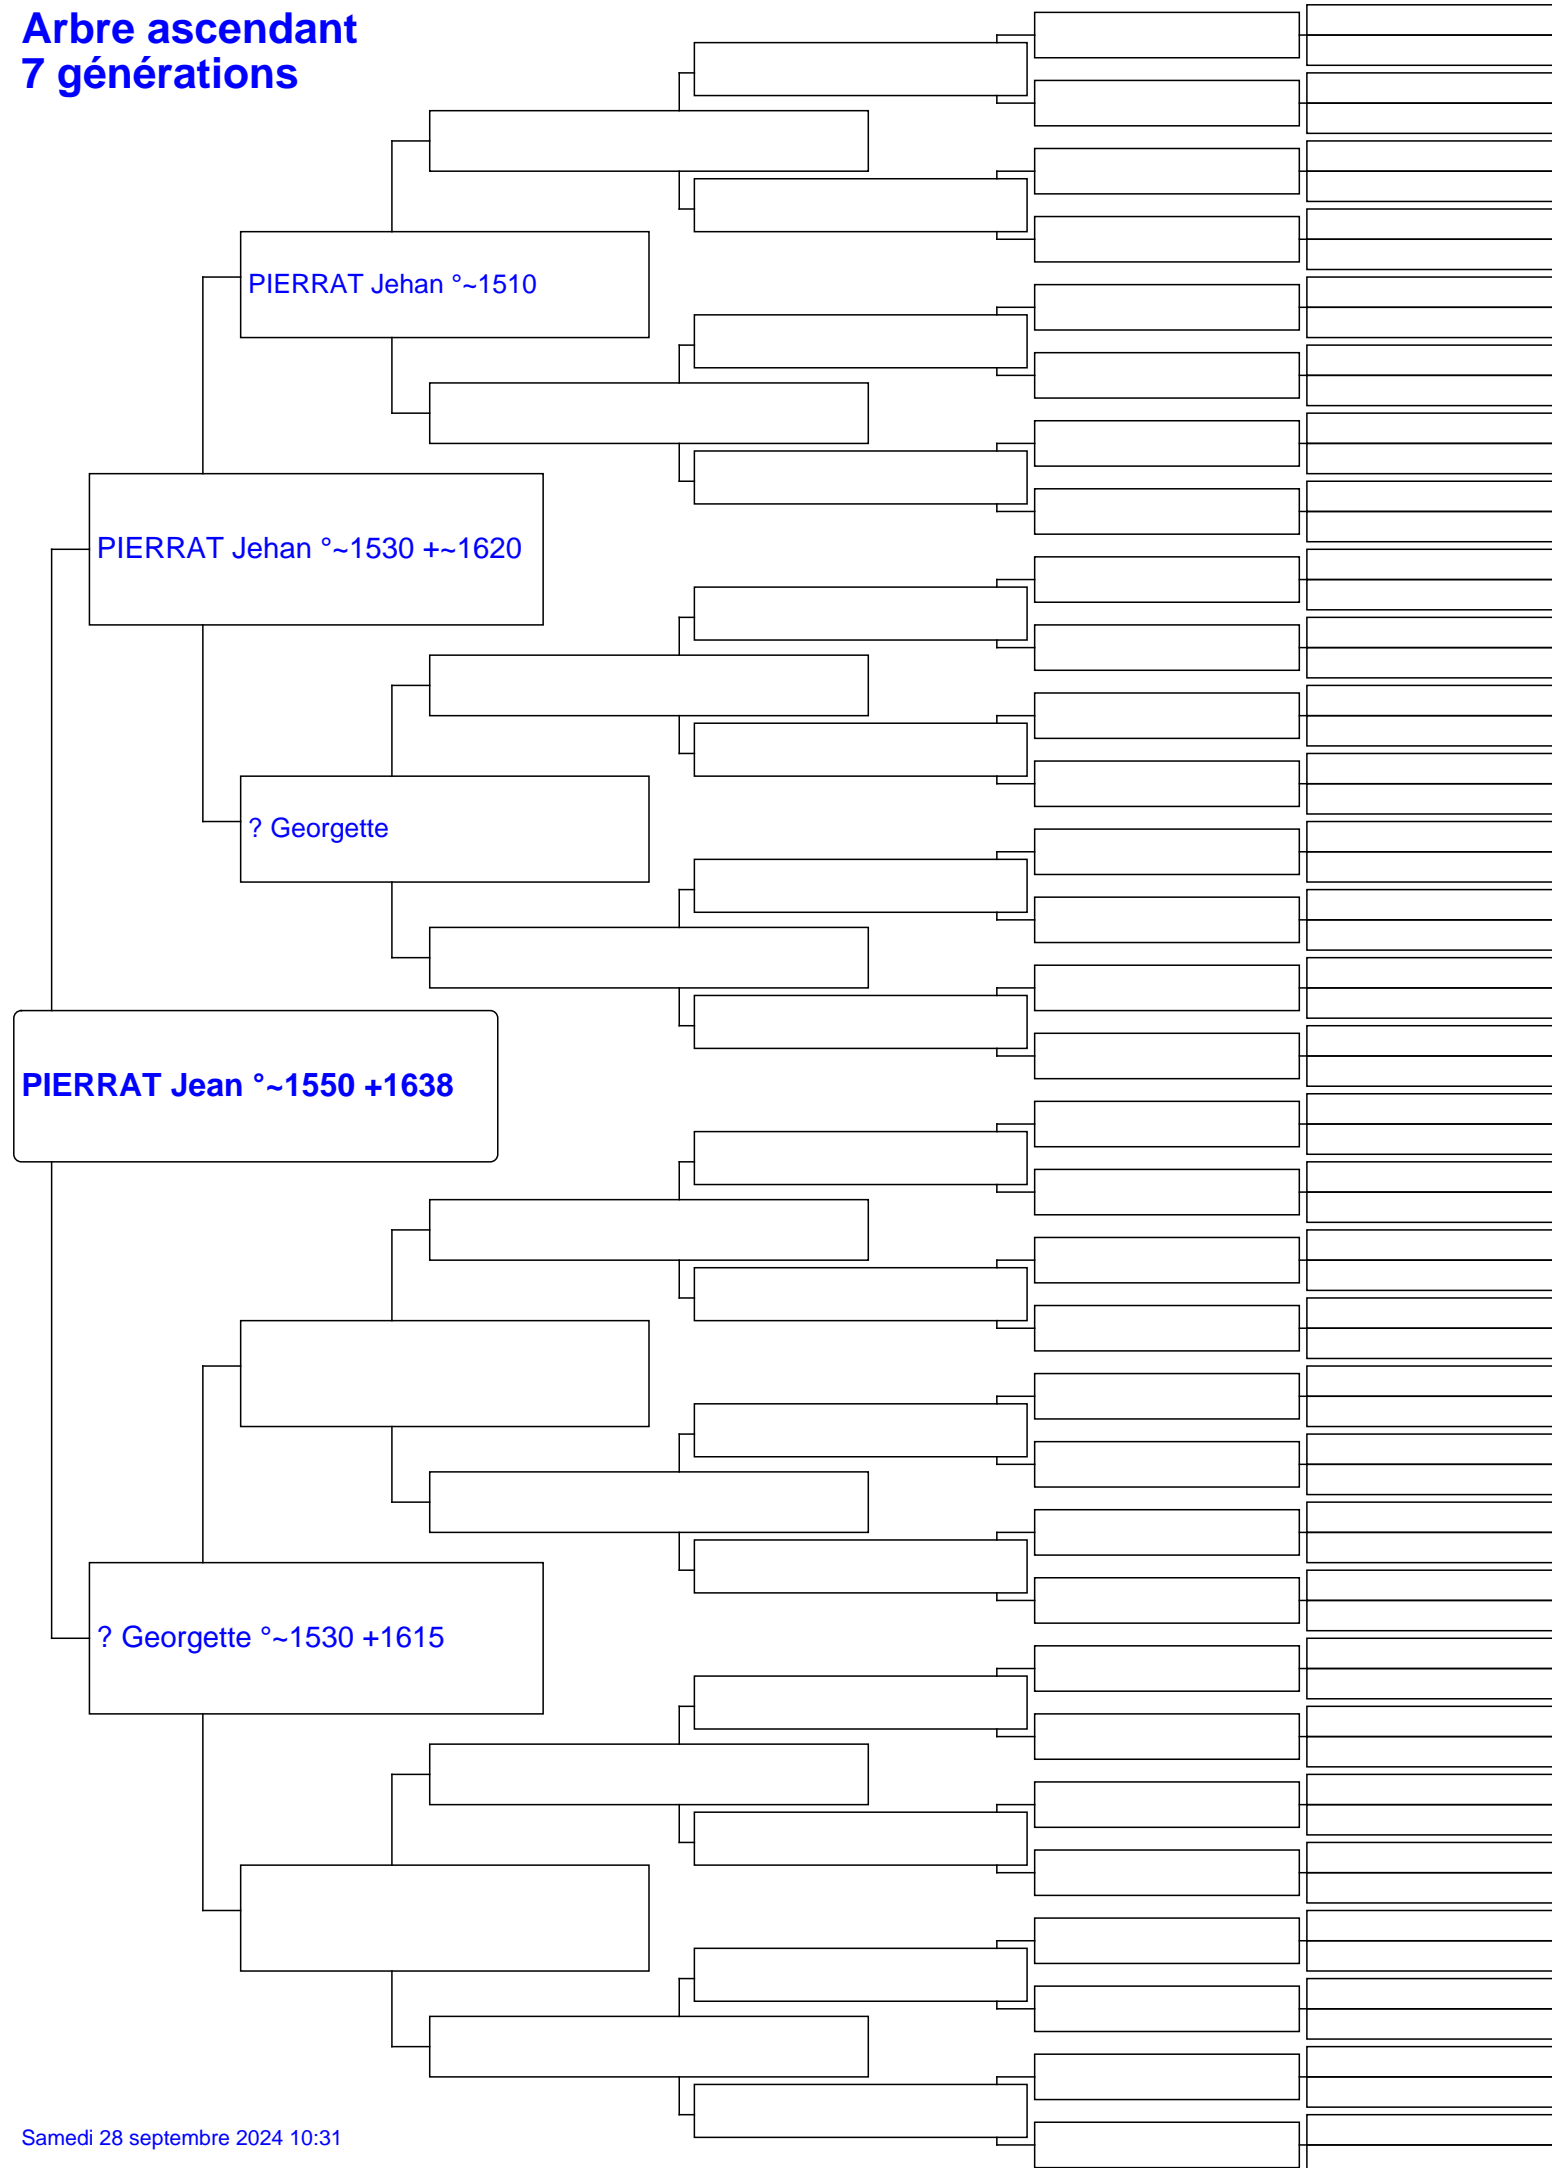 Arbre ascendant
7 générations
PIERRAT Jehan °~1510
PIERRAT Jehan °~1530 +~1620
? Georgette
PIERRAT Jean °~1550 +1638
? Georgette °~1530 +1615
Samedi 28 septembre 2024 10:31